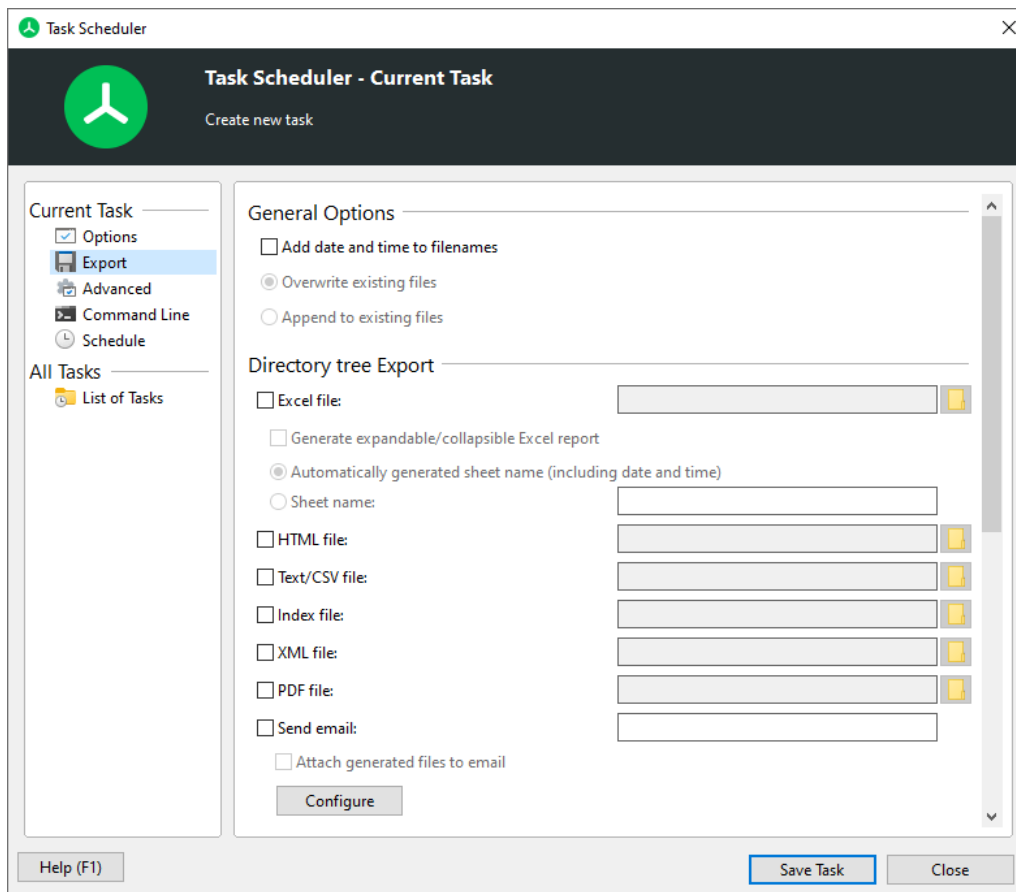 Task Scheduler
Task Scheduler - Current Task
Create new task
Current Task
Options
Export
Advanced
Command Line
Schedule
All Tasks
List of Tasks
General Options
Add date and time to filenames
Overwrite existing files
Append to existing files
Directory tree Export
Excel file:
Generate expandable/collapsible Excel report
Automatically generated sheet name (including date and time)
Sheet name:
HTML file:
Text/CSV file:
Index file:
XML file:
PDF file:
Send email:
Attach generated files to email
Configure
Help (F1)
Save Task
Close